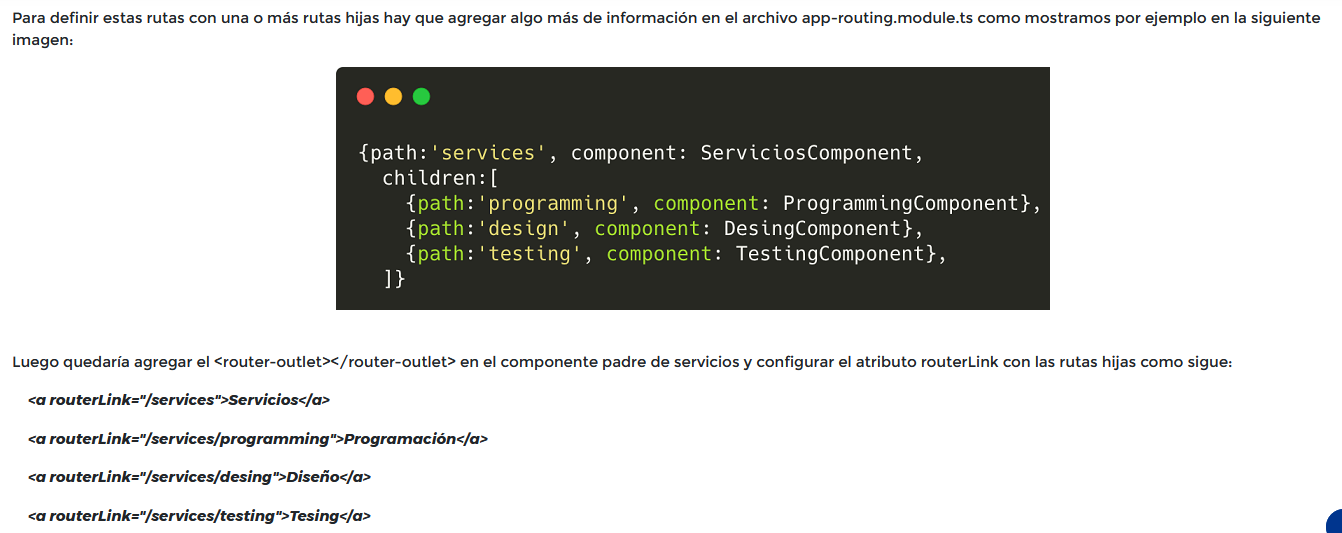 Para definir estas rutas con una o más rutas hijas hay que agregar algo más de información en el archivo app-routing.module.ts como mostramos por ejemplo en la siguiente
imagen:
{path:'services', component: ServiciosComponent,
  children:[
    {path:'programming', component: ProgrammingComponent},
    {path:'design', component: DesingComponent},
    {path:'testing', component: TestingComponent},
  ]}
Luego quedaría agregar el <router-outlet></router-outlet> en el componente padre de servicios y configurar el atributo routerLink con las rutas hijas como sigue:
<a routerLink="/services">Servicios</a>
<a routerLink="/services/programming">Programación</a>
<a routerLink="/services/desing">Diseño</a>
<a routerLink="/services/testing">Tesing</a>